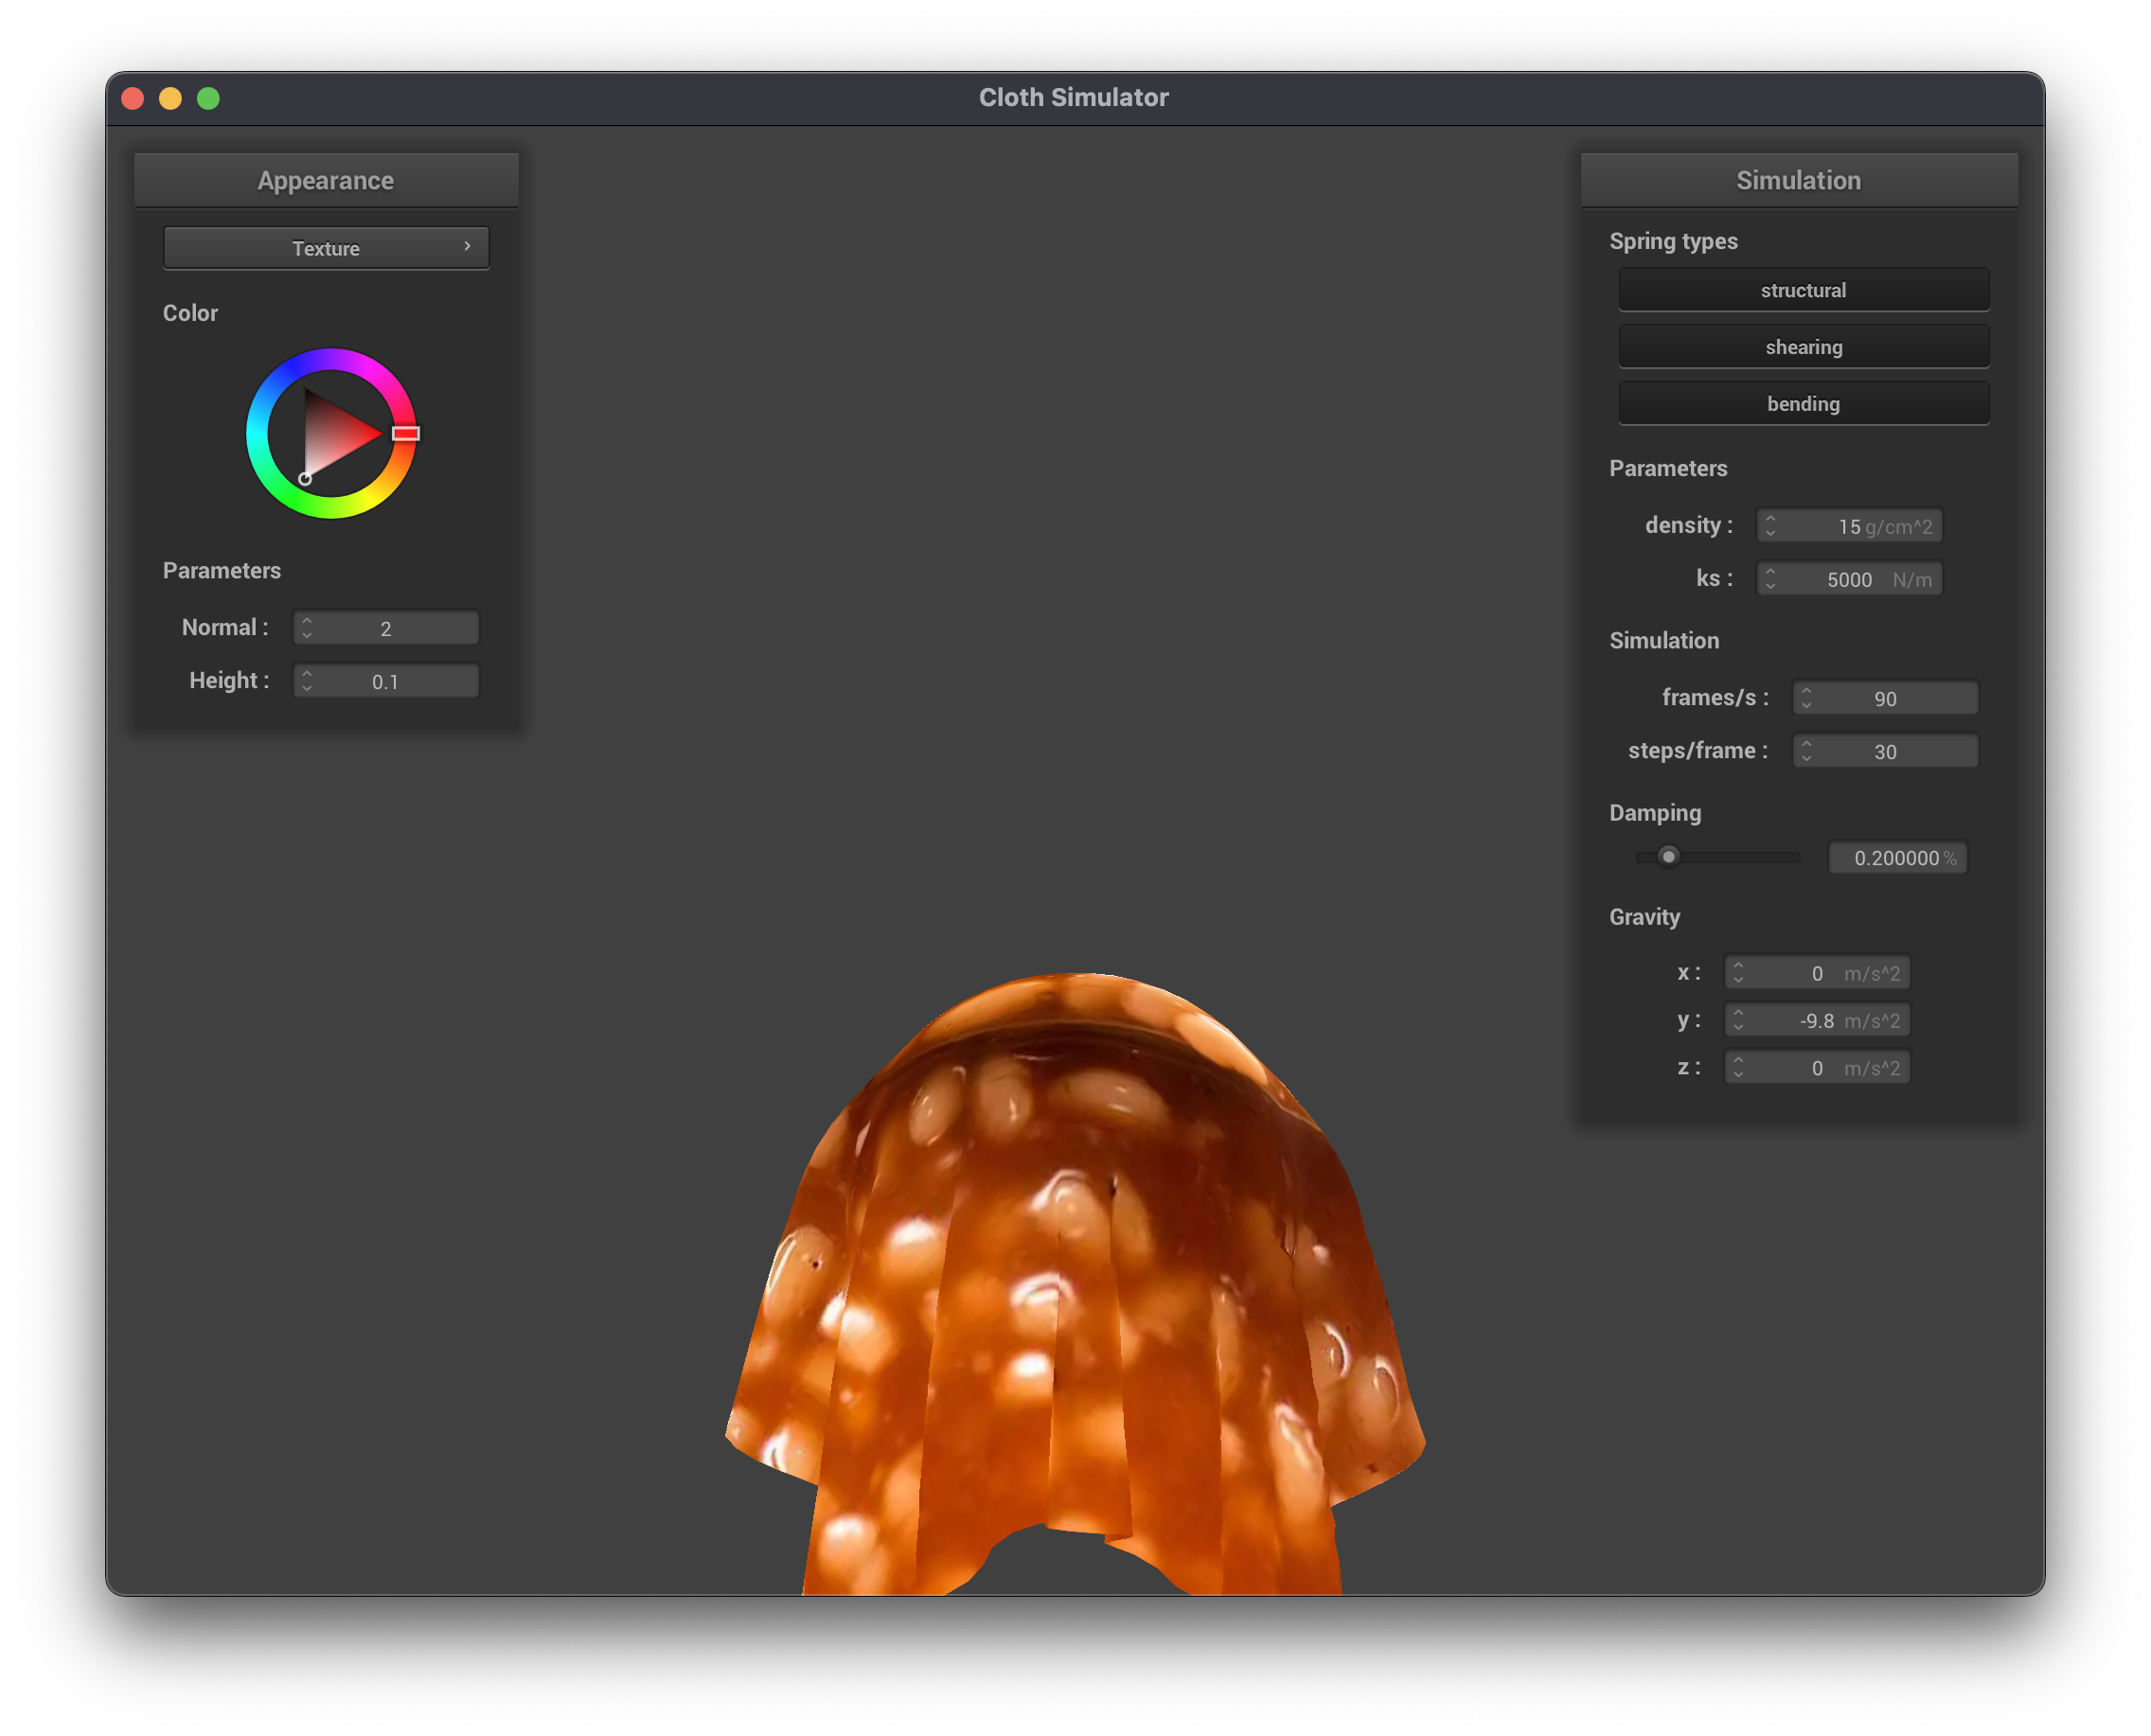 Cloth Simulator
Appearance
Texture ›
Color
Parameters
Normal : 2
Height : 0.1
Simulation
Spring types
structural
shearing
bending
Parameters
density : 15 g/cm^2
ks : 5000 N/m
Simulation
frames/s : 90
steps/frame : 30
Damping
0.200000 %
Gravity
x : 0 m/s^2
y : -9.8 m/s^2
z : 0 m/s^2